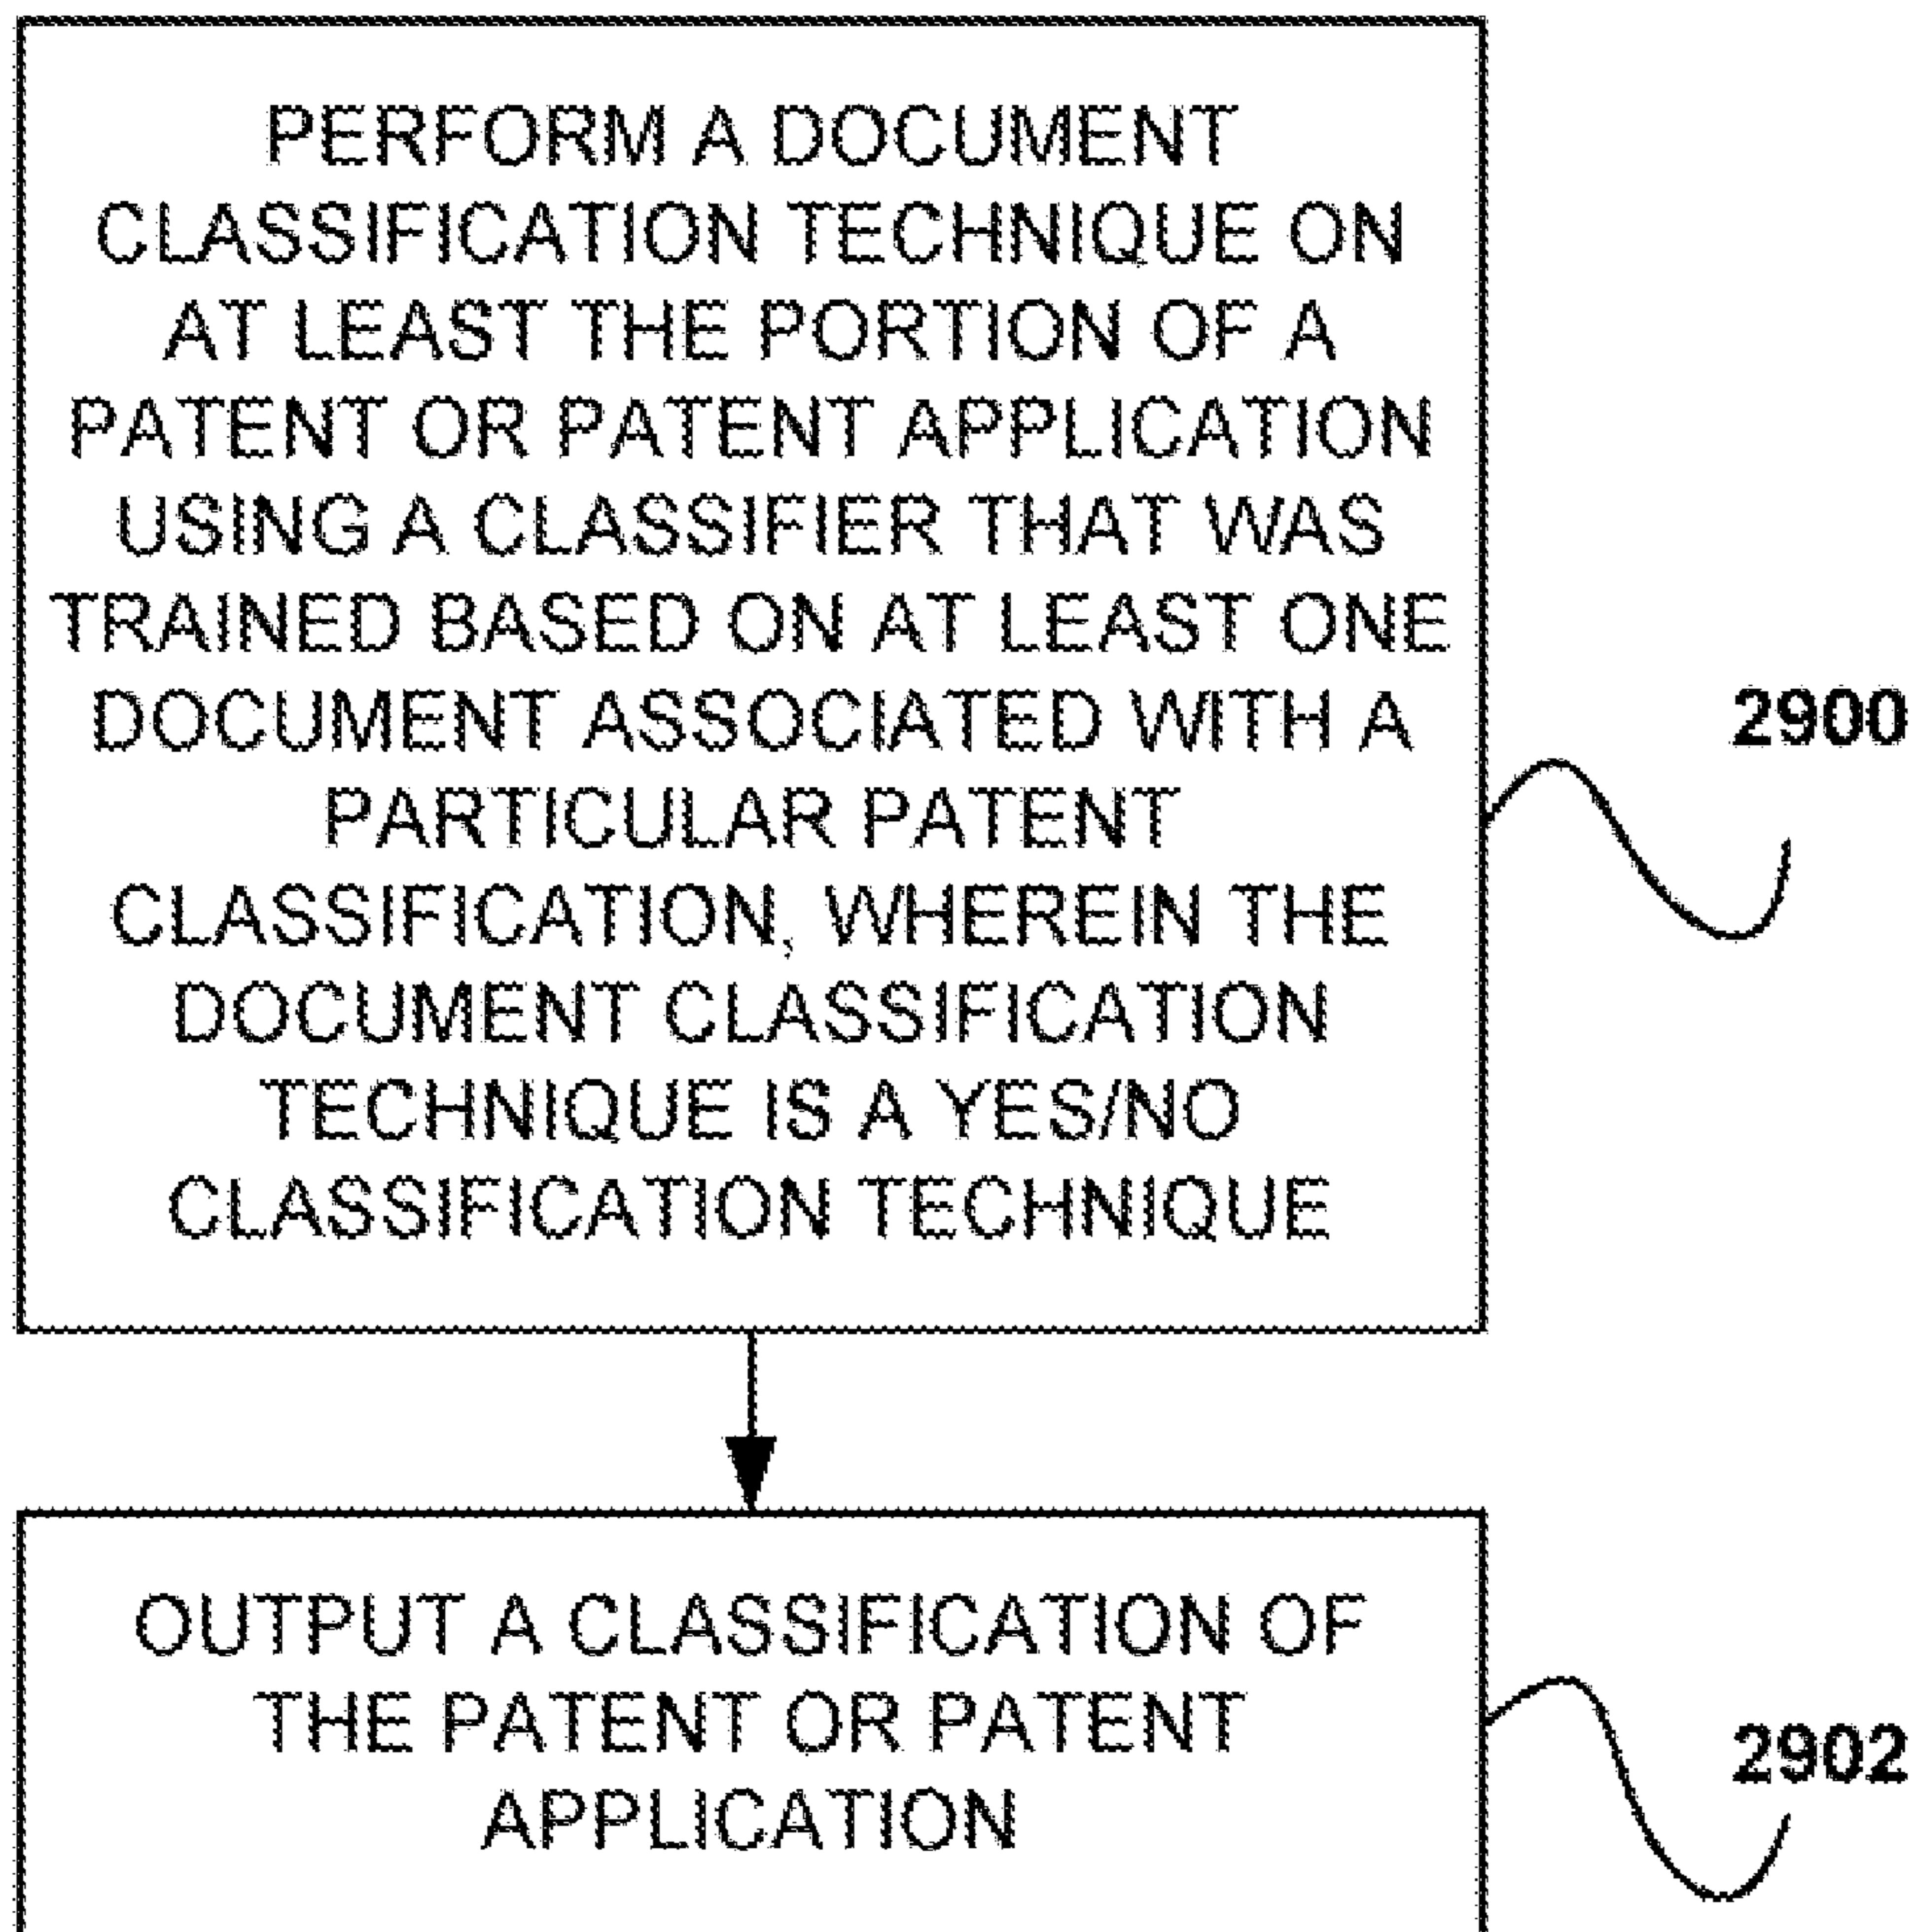 PERFORM A DOCUMENT
CLASSIFICATION TECHNIQUE ON
AT LEAST THE PORTION OF A
PATENT OR PATENT APPLICATION
USING A CLASSIFIER THAT WAS
TRAINED BASED ON AT LEAST ONE
DOCUMENT ASSOCIATED WITH A
PARTICULAR PATENT
CLASSIFICATION, WHEREIN THE
DOCUMENT CLASSIFICATION
TECHNIQUE IS A YES/NO
CLASSIFICATION TECHNIQUE
2900
OUTPUT A CLASSIFICATION OF
THE PATENT OR PATENT
APPLICATION
2902